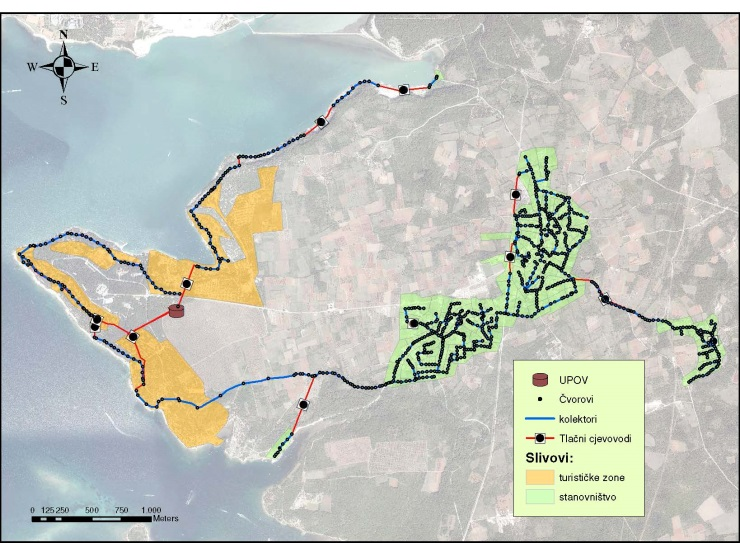 N
W E
S
UPOV
Čvorovi
kolektori
Tlačni cjevovodi
Slivovi:
turističke zone
stanovništvo
0 125 250 500 750 1.000
Meters